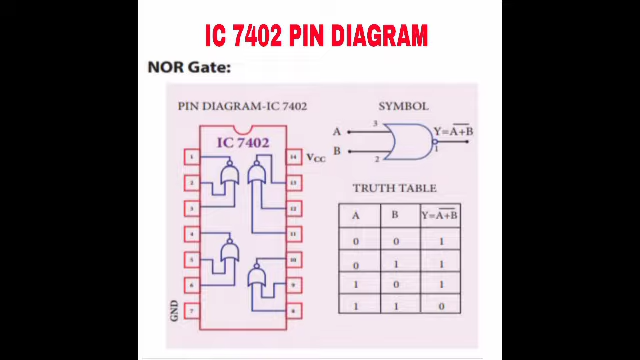 IC 7402 PIN DIAGRAM
NOR Gate:
PIN DIAGRAM-IC 7402
SYMBOL
IC 7402
A
3
Y=A+B
B
2
1
1
14
VCC
2
13
3
12
4
11
5
10
6
9
GND
7
8
TRUTH TABLE
A B Y=A+B
0 0 1
0 1 1
1 0 1
1 1 0